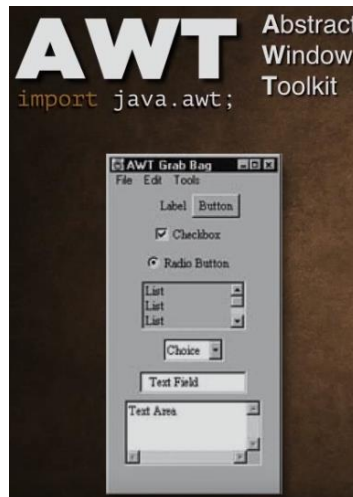 AWT
Abstract
Window
Toolkit
import java.awt;
AWT Grab Bag
File Edit Tools
Label Button
Checkbox
Radio Button
List
List
List
Choice
Text Field
Text Area